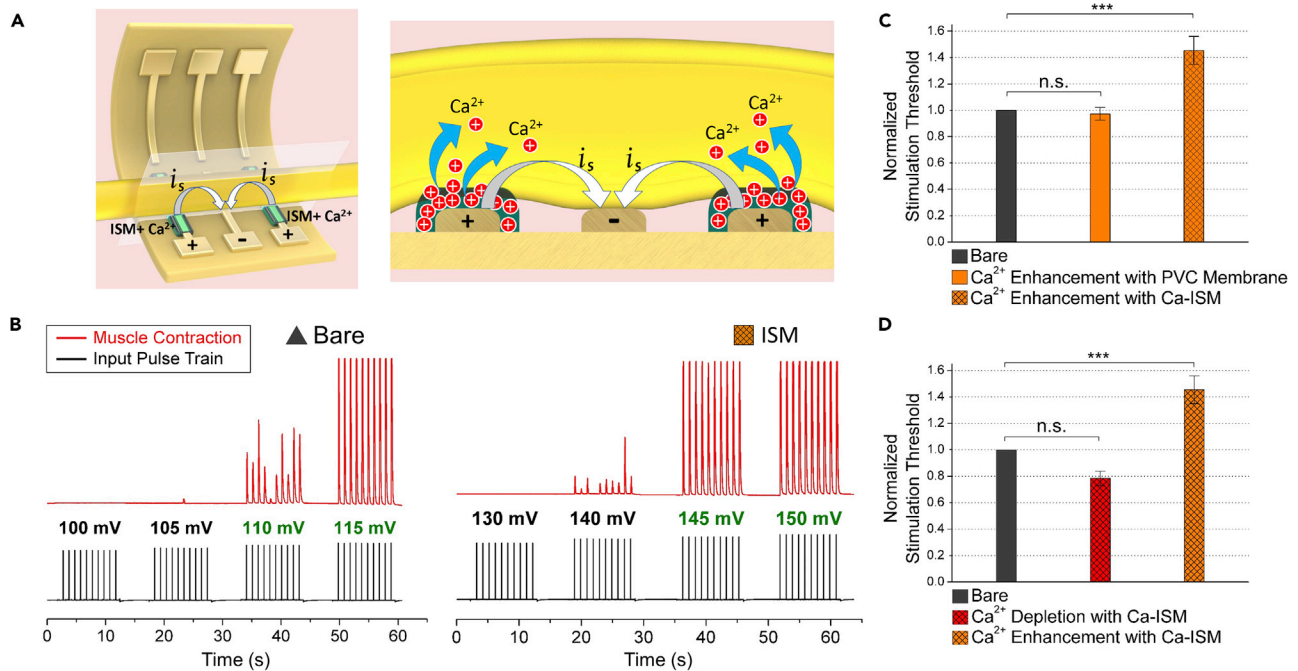 A
i_s
i_s
ISM+ Ca²⁺
ISM+ Ca²⁺
+
-
+
Ca²⁺
Ca²⁺
Ca²⁺
Ca²⁺
i_s
i_s
+
-
+
B
Muscle Contraction
Input Pulse Train
Bare
ISM
100 mV 105 mV 110 mV 115 mV
130 mV 140 mV 145 mV 150 mV
0 10 20 30 40 50 60
0 10 20 30 40 50 60
Time (s)
Time (s)
C
***
n.s.
1.6
1.4
1.2
1.0
0.8
0.6
0.4
0.2
0.0
Normalized
Stimulation Threshold
Bare
Ca²⁺ Enhancement with PVC Membrane
Ca²⁺ Enhancement with Ca-ISM
D
***
n.s.
1.6
1.4
1.2
1.0
0.8
0.6
0.4
0.2
0.0
Normalized
Stimulation Threshold
Bare
Ca²⁺ Depletion with Ca-ISM
Ca²⁺ Enhancement with Ca-ISM